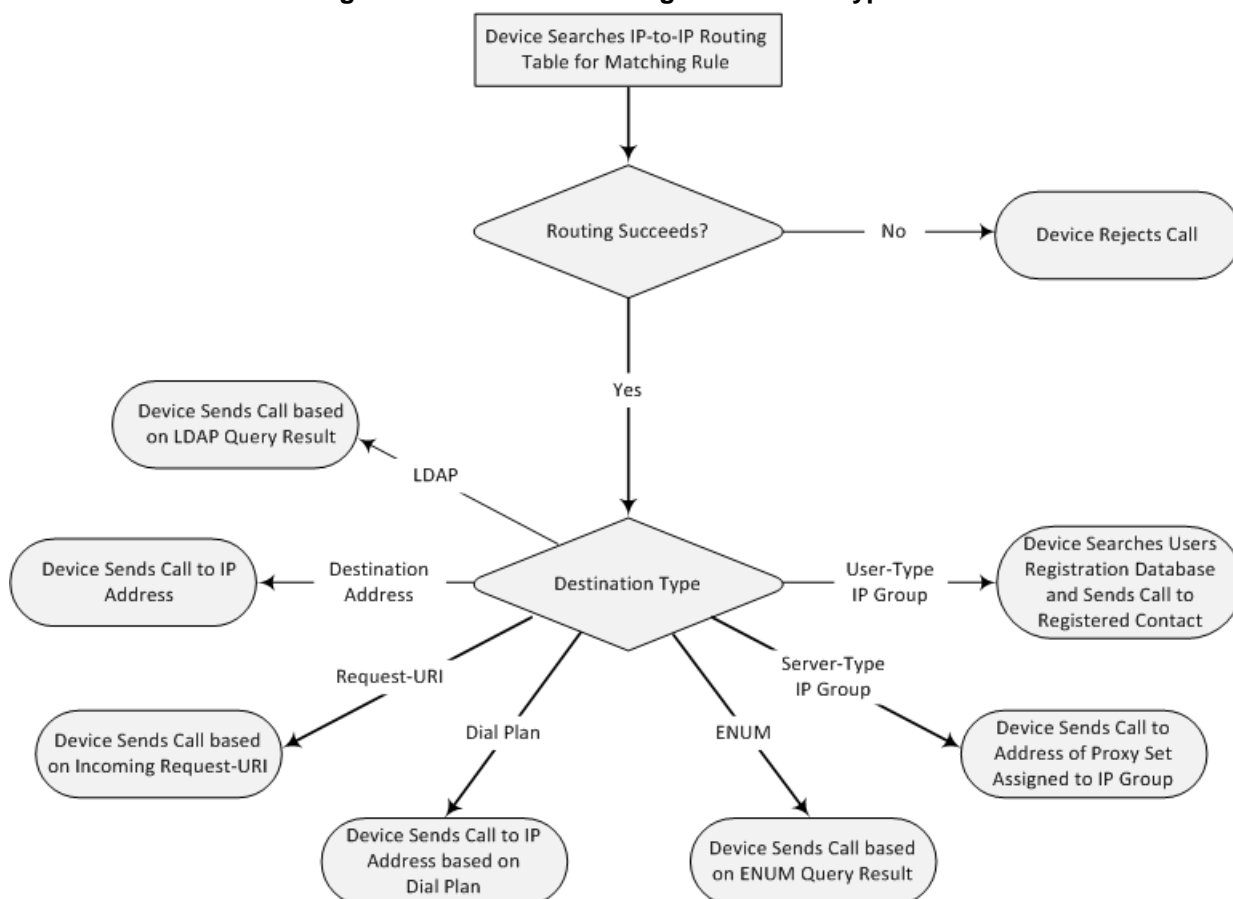 Device Searches IP-to-IP Routing
Table for Matching Rule
Routing Succeeds?
No
Device Rejects Call
Yes
Device Sends Call based
on LDAP Query Result
LDAP
Device Sends Call to IP
Address
Destination
Address
Destination Type
User-Type
IP Group
Device Searches Users
Registration Database
and Sends Call to
Registered Contact
Request-URI
Server-Type
IP Group
Device Sends Call based
on Incoming Request-URI
Dial Plan
ENUM
Device Sends Call to
Address of Proxy Set
Assigned to IP Group
Device Sends Call to IP
Address based on
Dial Plan
Device Sends Call based
on ENUM Query Result